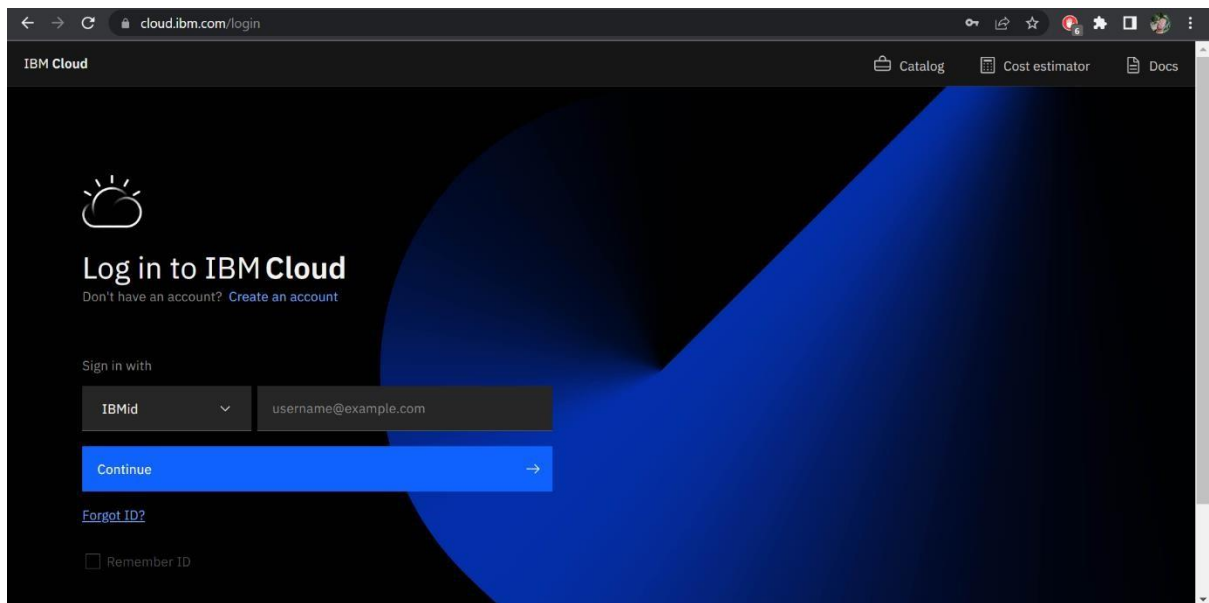 cloud.ibm.com/login
6
IBM Cloud
Catalog
Cost estimator
Docs
Log in to IBM Cloud
Don't have an account? Create an account
Sign in with
IBMid
username@example.com
Continue
Forgot ID?
Remember ID